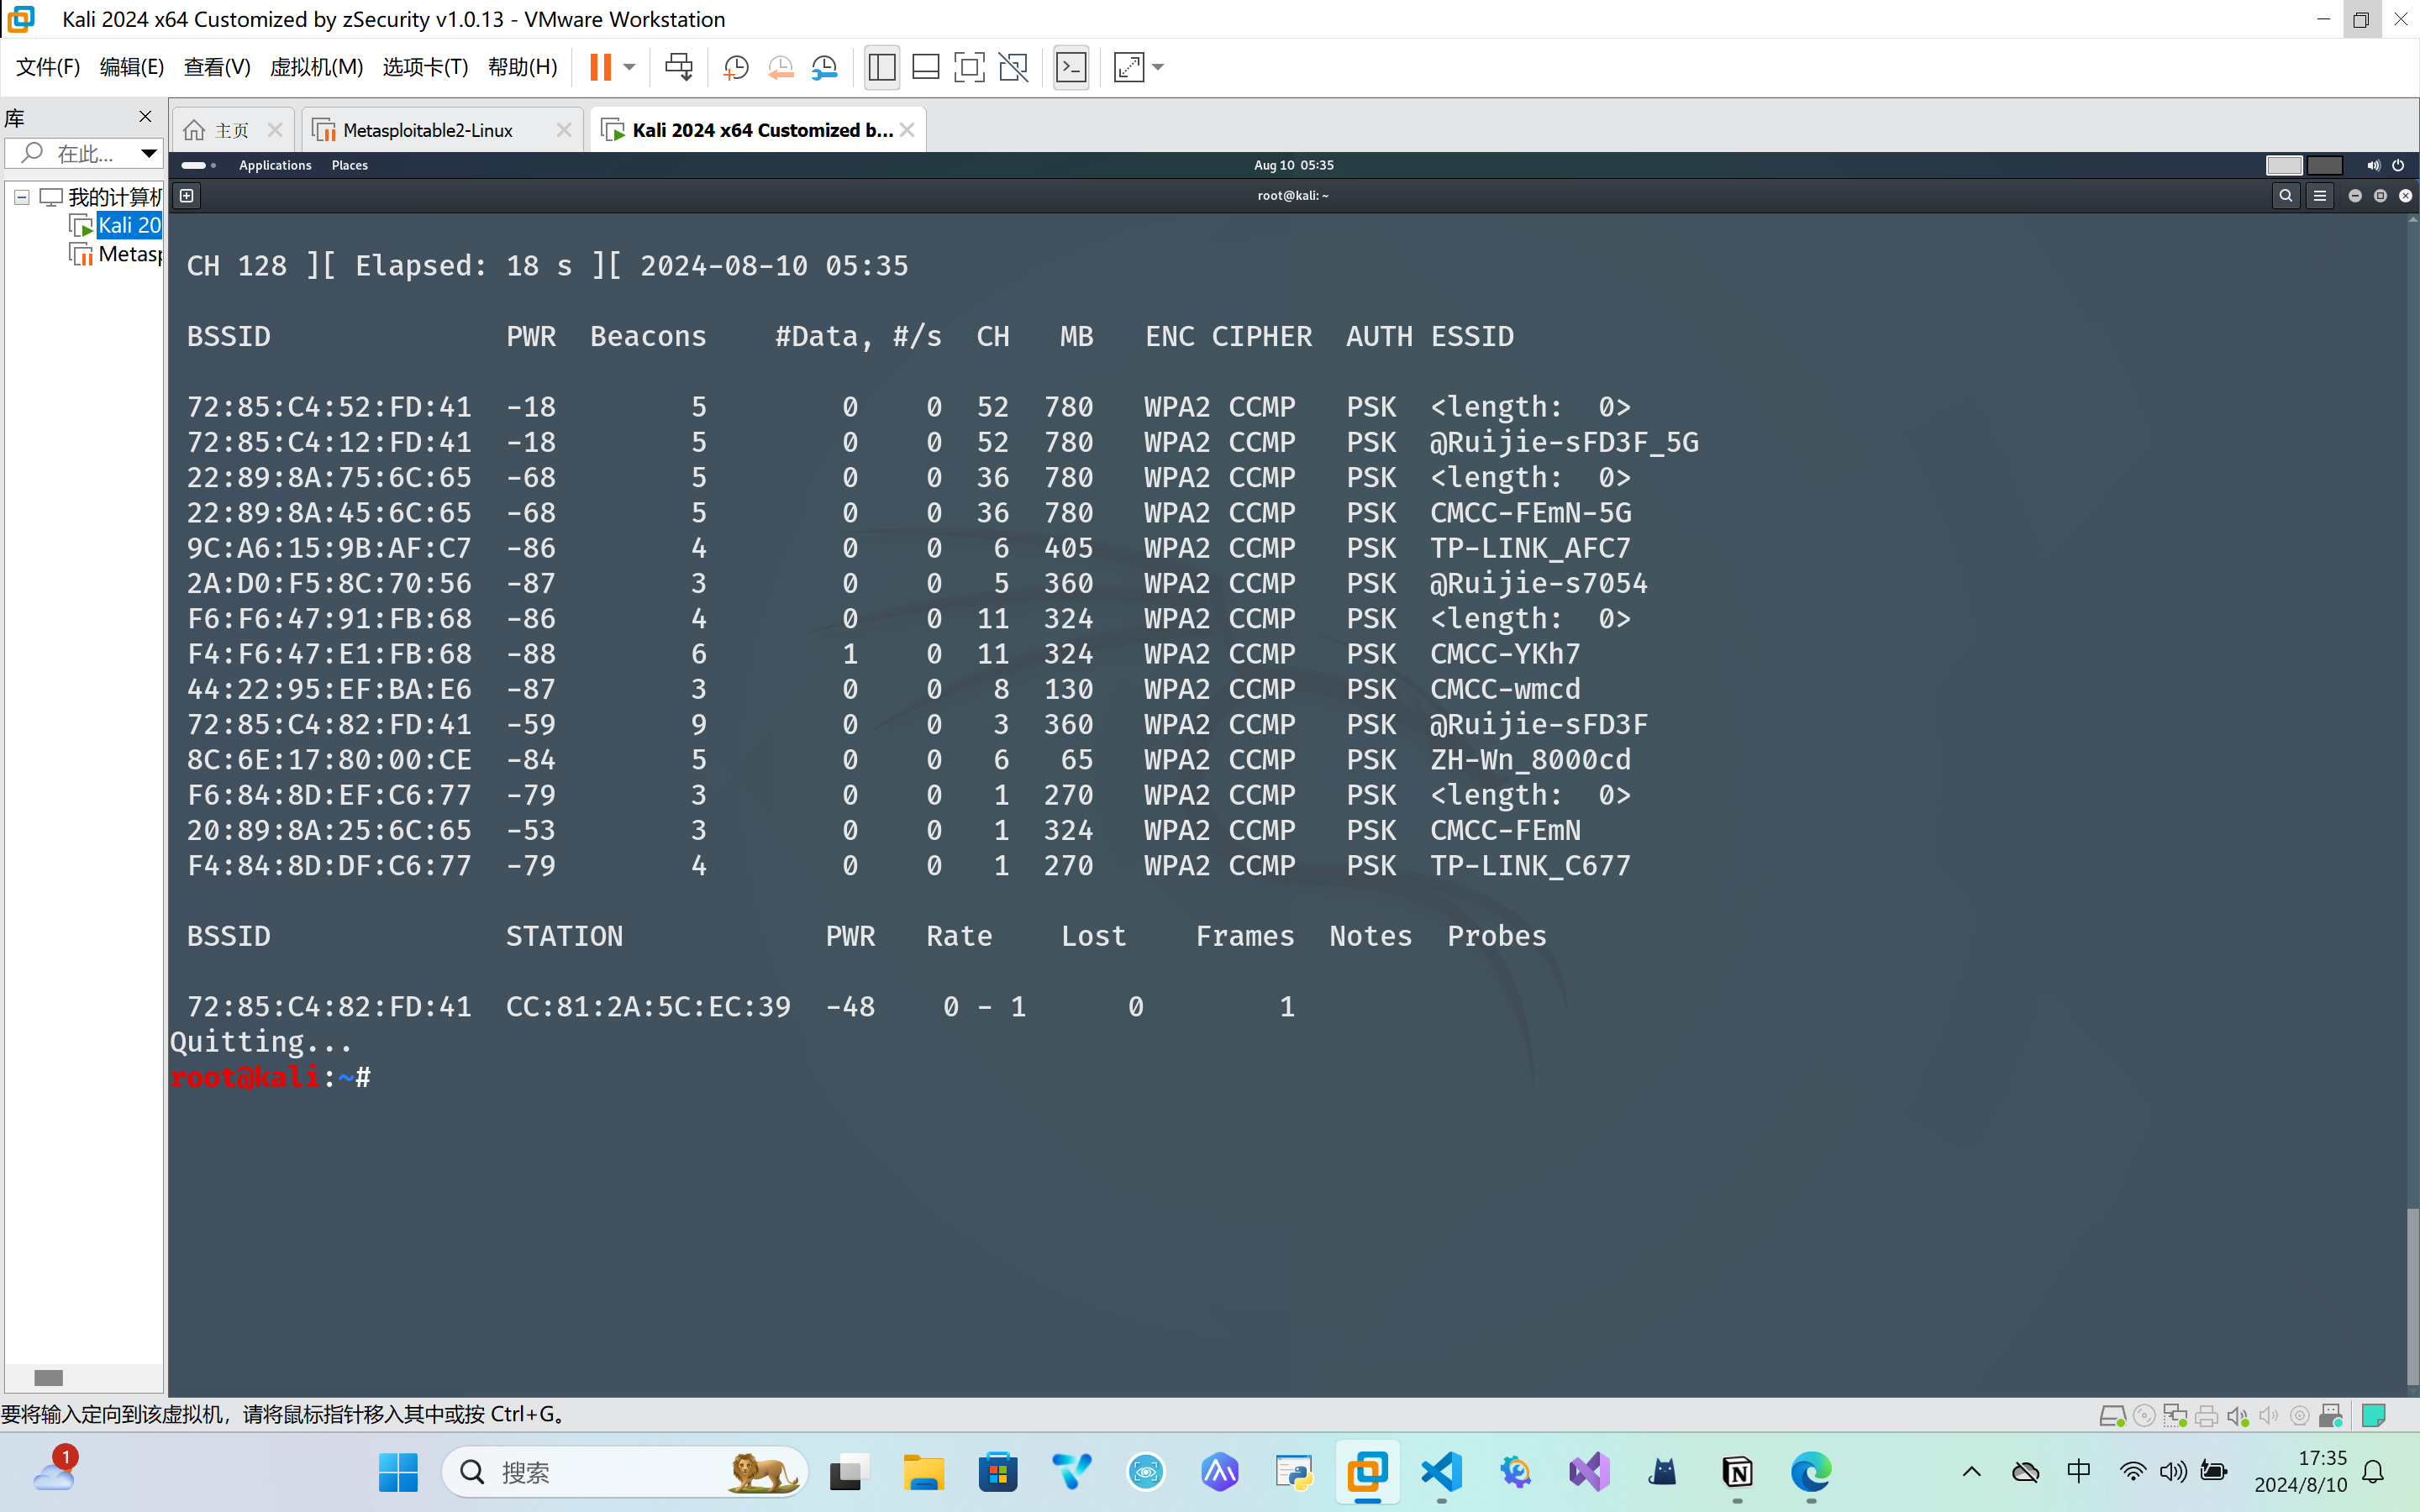 Kali 2024 x64 Customized by zSecurity v1.0.13 - VMware Workstation
文件(F) 编辑(E) 查看(V) 虚拟机(M) 选项卡(T) 帮助(H)
库
主页 Metasploitable2-Linux Kali 2024 x64 Customized b...
在此...
Applications Places Aug 10 05:35
我的计算机
root@kali: ~
Kali 20
Metasp
CH 128 ][ Elapsed: 18 s ][ 2024-08-10 05:35
BSSID PWR Beacons #Data, #/s CH MB ENC CIPHER AUTH ESSID
72:85:C4:52:FD:41 -18 5 0 0 52 780 WPA2 CCMP PSK <length: 0>
72:85:C4:12:FD:41 -18 5 0 0 52 780 WPA2 CCMP PSK @Ruijie-sFD3F_5G
22:89:8A:75:6C:65 -68 5 0 0 36 780 WPA2 CCMP PSK <length: 0>
22:89:8A:45:6C:65 -68 5 0 0 36 780 WPA2 CCMP PSK CMCC-FEmN-5G
9C:A6:15:9B:AF:C7 -86 4 0 0 6 405 WPA2 CCMP PSK TP-LINK_AFC7
2A:D0:F5:8C:70:56 -87 3 0 0 5 360 WPA2 CCMP PSK @Ruijie-s7054
F6:F6:47:91:FB:68 -86 4 0 0 11 324 WPA2 CCMP PSK <length: 0>
F4:F6:47:E1:FB:68 -88 6 1 0 11 324 WPA2 CCMP PSK CMCC-YKh7
44:22:95:EF:BA:E6 -87 3 0 0 8 130 WPA2 CCMP PSK CMCC-wmcd
72:85:C4:82:FD:41 -59 9 0 0 3 360 WPA2 CCMP PSK @Ruijie-sFD3F
8C:6E:17:80:00:CE -84 5 0 0 6 65 WPA2 CCMP PSK ZH-Wn_8000cd
F6:84:8D:EF:C6:77 -79 3 0 0 1 270 WPA2 CCMP PSK <length: 0>
20:89:8A:25:6C:65 -53 3 0 0 1 324 WPA2 CCMP PSK CMCC-FEmN
F4:84:8D:DF:C6:77 -79 4 0 0 1 270 WPA2 CCMP PSK TP-LINK_C677
BSSID STATION PWR Rate Lost Frames Notes Probes
72:85:C4:82:FD:41 CC:81:2A:5C:EC:39 -48 0 - 1 0 1
Quitting...
root@kali:~#
要将输入定向到该虚拟机，请将鼠标指针移入其中或按 Ctrl+G。
1
搜索
中
17:35
2024/8/10